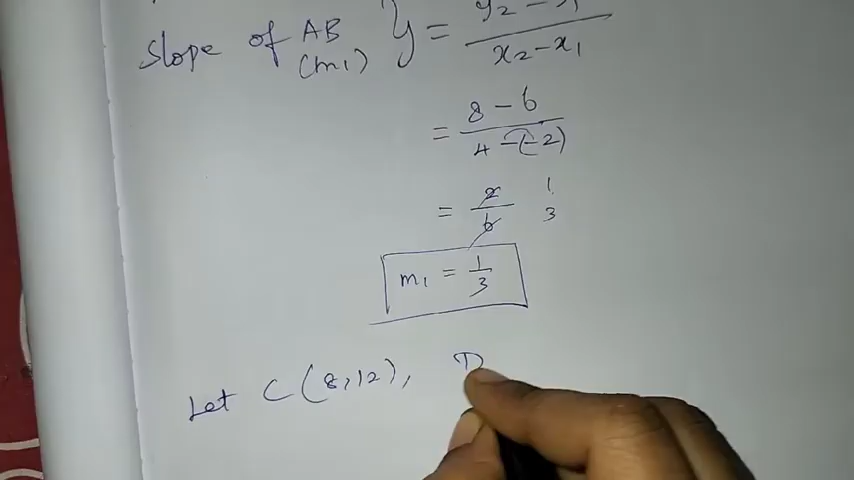 Slope of AB y = y2 - y1 / x2 - x1
(m1)
= 8 - 6 / 4 - (-2)
= 2/6 1/3
m1 = 1/3
Let C (8,12), D